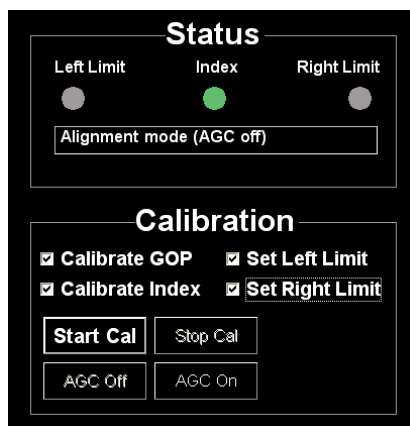 Status
Left Limit Index Right Limit
Alignment mode (AGC off)
Calibration
Calibrate GOP Set Left Limit
Calibrate Index Set Right Limit
Start Cal Stop Cal
AGC Off AGC On